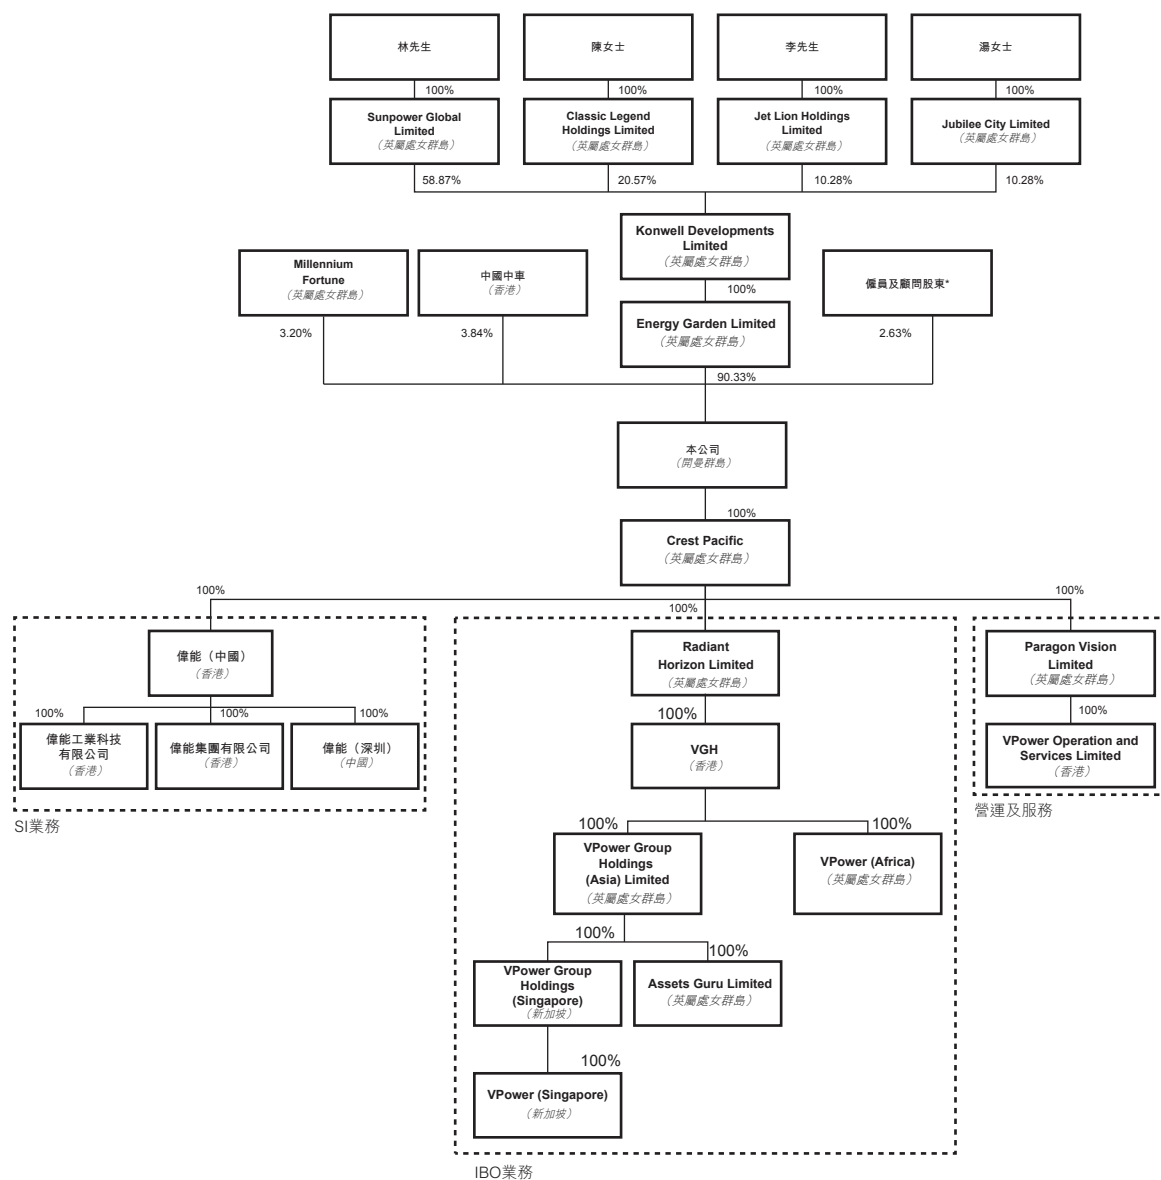 林先生
陳女士
李先生
湯女士
100%
100%
100%
100%
Sunpower Global
Limited
（英屬處女群島）
Classic Legend
Holdings Limited
（英屬處女群島）
Jet Lion Holdings
Limited
（英屬處女群島）
Jubilee City Limited
（英屬處女群島）
58.87%
20.57%
10.28%
10.28%
Konwell Developments
Limited
（英屬處女群島）
Millennium
Fortune
（英屬處女群島）
中國中車
（香港）
100%
僱員及顧問股東*
Energy Garden Limited
（英屬處女群島）
3.20%
3.84%
2.63%
90.33%
本公司
（開曼群島）
100%
Crest Pacific
（英屬處女群島）
100%
100%
100%
偉能（中國）
（香港）
100%
100%
100%
偉能工業科技
有限公司
（香港）
偉能集團有限公司
（香港）
偉能（深圳）
（中國）
SI業務
Radiant
Horizon Limited
（英屬處女群島）
100%
VGH
（香港）
100%
100%
VPower Group
Holdings
(Asia) Limited
（英屬處女群島）
VPower (Africa)
（英屬處女群島）
100%
100%
VPower Group
Holdings
(Singapore)
（新加坡）
Assets Guru Limited
（英屬處女群島）
100%
VPower (Singapore)
（新加坡）
IBO業務
Paragon Vision
Limited
（英屬處女群島）
100%
VPower Operation and
Services Limited
（香港）
營運及服務